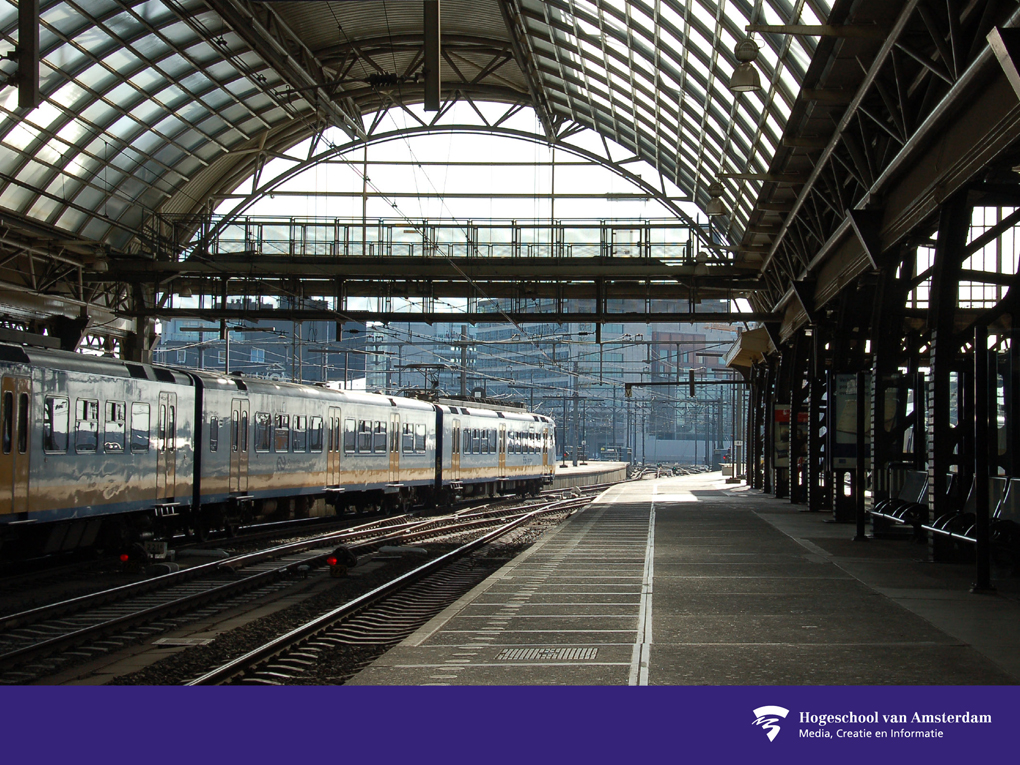 Hogeschool van Amsterdam
Media, Creatie en Informatie